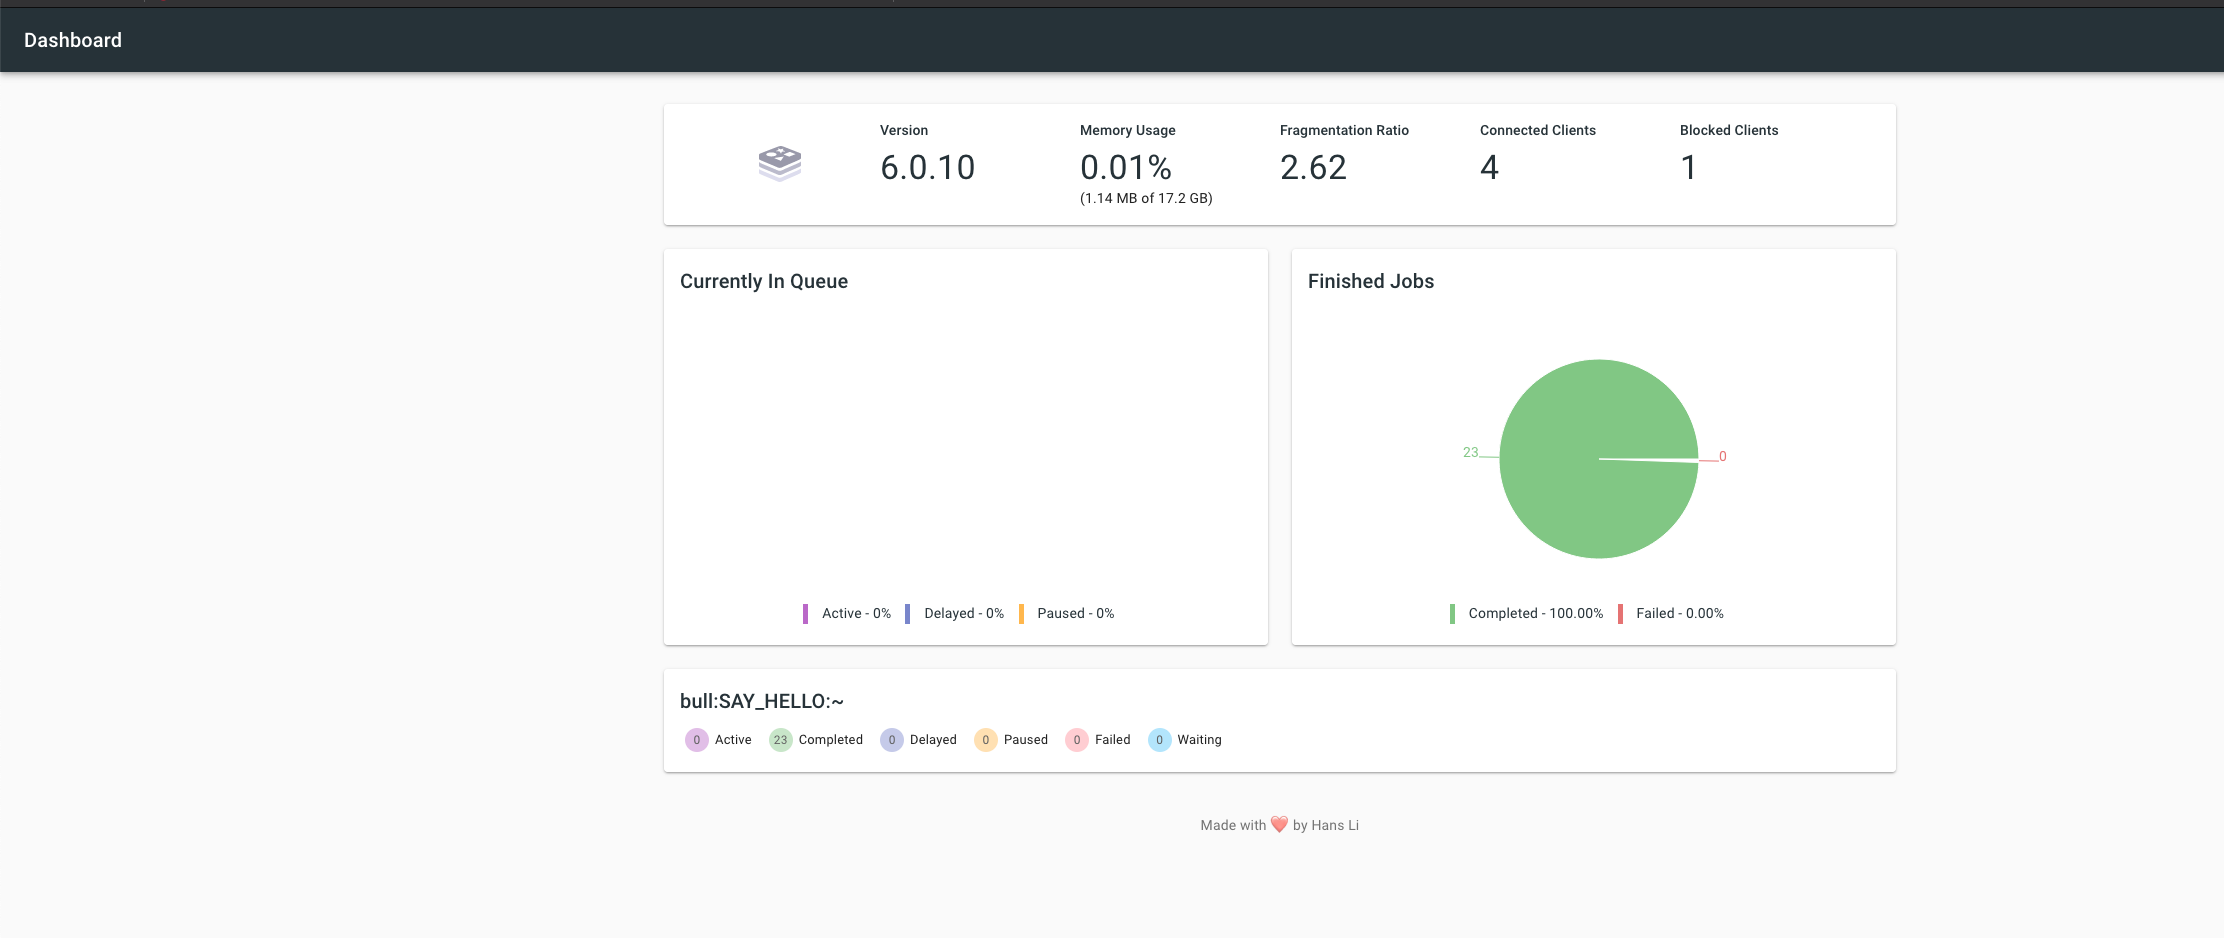 Dashboard
Version
6.0.10
Memory Usage
0.01%
(1.14 MB of 17.2 GB)
Fragmentation Ratio
2.62
Connected Clients
4
Blocked Clients
1
Currently In Queue
Active - 0% Delayed - 0% Paused - 0%
Finished Jobs
23 0
Completed - 100.00% Failed - 0.00%
bull:SAY_HELLO:~
0 Active 23 Completed 0 Delayed 0 Paused 0 Failed 0 Waiting
Made with ❤️ by Hans Li